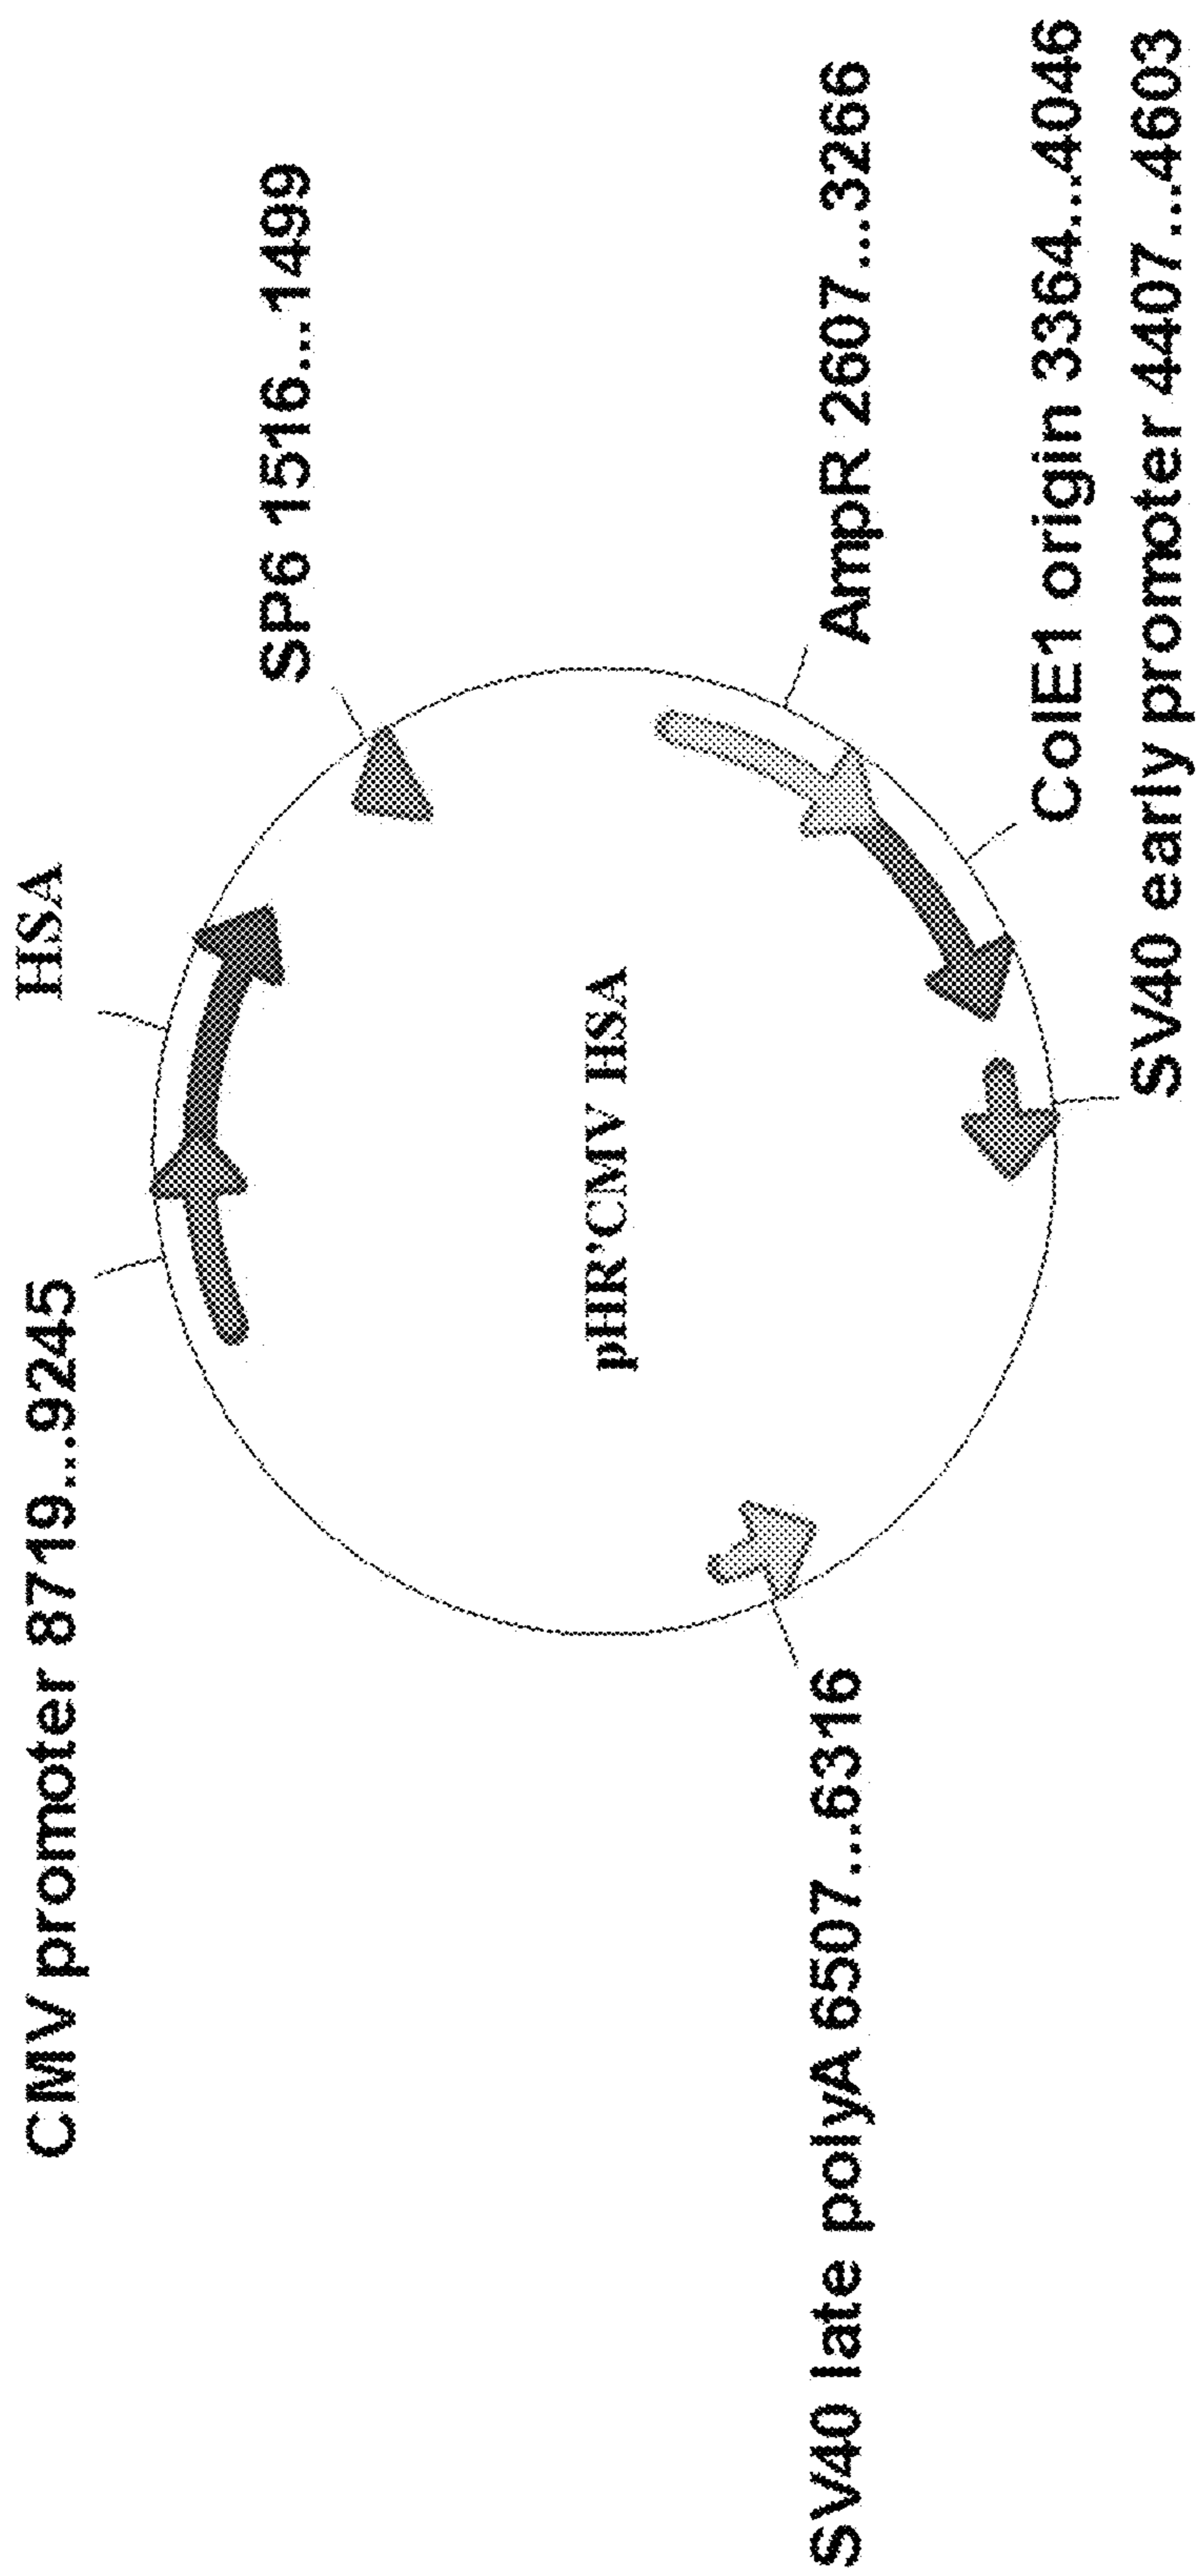 CMV promoter 8719...9245
HSA
SP6 1516...1499
pHR'CMV HSA
SV40 late polyA 6507...6316
AmpR 2607...3266
ColE1 origin 3364...4046
SV40 early promoter 4407...4603